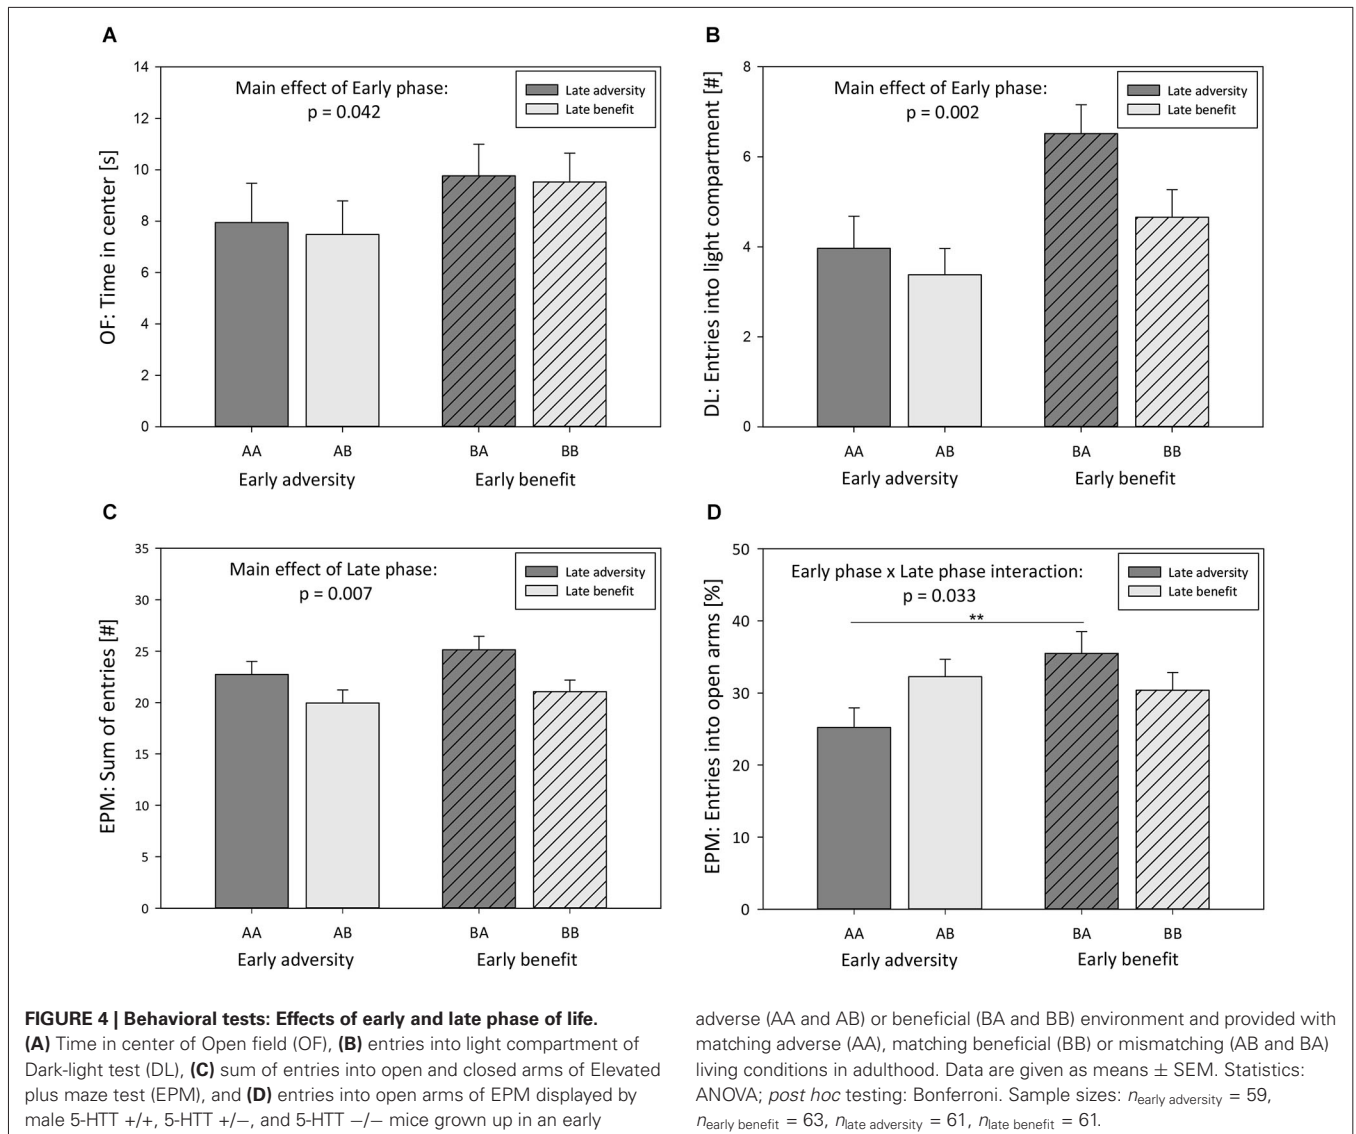 A
OF: Time in center [s]
14
12
10
8
6
4
2
0
Main effect of Early phase:
p = 0.042
Late adversity
Late benefit
AA
AB
BA
BB
Early adversity
Early benefit
B
DL: Entries into light compartment [#]
8
6
4
2
0
Main effect of Early phase:
p = 0.002
Late adversity
Late benefit
AA
AB
BA
BB
Early adversity
Early benefit
C
EPM: Sum of entries [#]
35
30
25
20
15
10
5
0
Main effect of Late phase:
p = 0.007
Late adversity
Late benefit
AA
AB
BA
BB
Early adversity
Early benefit
D
EPM: Entries into open arms [%]
50
40
30
20
10
0
Early phase x Late phase interaction:
p = 0.033
**
Late adversity
Late benefit
AA
AB
BA
BB
Early adversity
Early benefit
FIGURE 4 | Behavioral tests: Effects of early and late phase of life.
(A) Time in center of Open field (OF), (B) entries into light compartment of
Dark-light test (DL), (C) sum of entries into open and closed arms of Elevated
plus maze test (EPM), and (D) entries into open arms of EPM displayed by
male 5-HTT +/+, 5-HTT +/−, and 5-HTT −/− mice grown up in an early
adverse (AA and AB) or beneficial (BA and BB) environment and provided with
matching adverse (AA), matching beneficial (BB) or mismatching (AB and BA)
living conditions in adulthood. Data are given as means ± SEM. Statistics:
ANOVA; post hoc testing: Bonferroni. Sample sizes: nearly adversity = 59,
nearly benefit = 63, nlate adversity = 61, nlate benefit = 61.